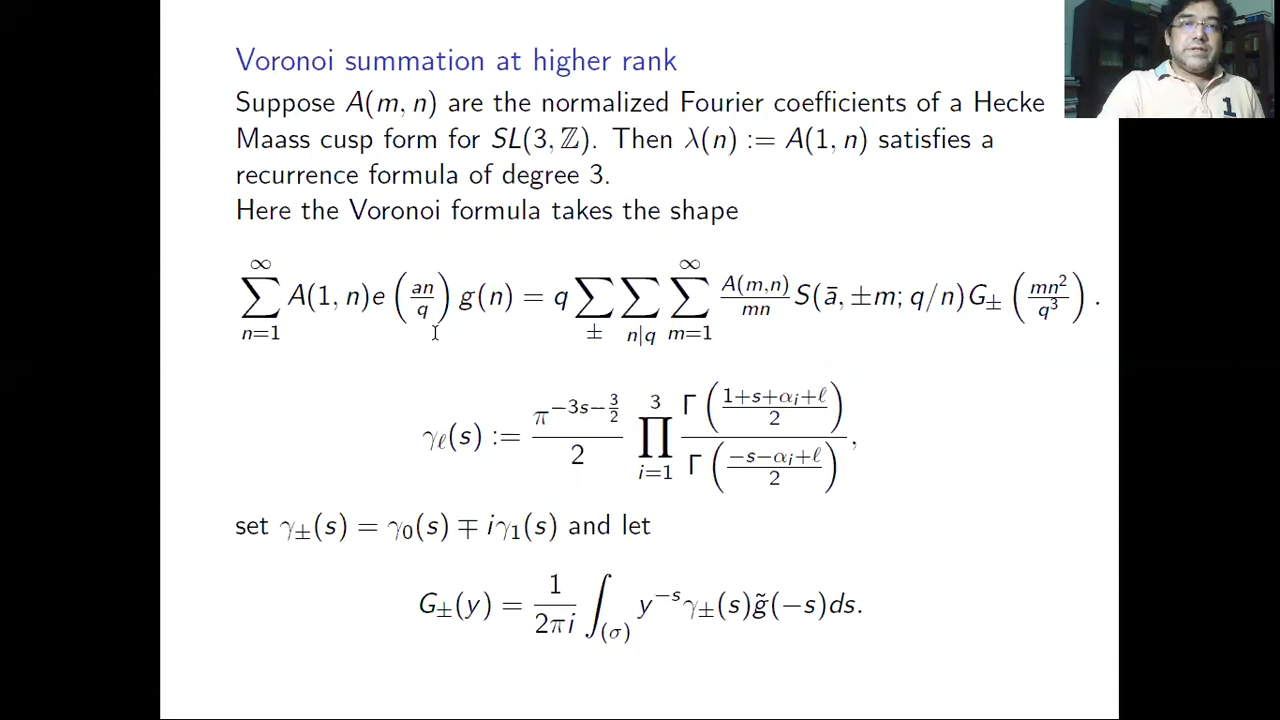 Voronoi summation at higher rank
Suppose A(m, n) are the normalized Fourier coefficients of a Hecke
Maass cusp form for SL(3, ℤ). Then λ(n) := A(1, n) satisfies a
recurrence formula of degree 3.
Here the Voronoi formula takes the shape
∑_{n=1}^{∞} A(1, n)e(an/q) g(n) = q ∑_{±} ∑_{n|q} ∑_{m=1}^{∞} A(m,n)/mn S(ā, ±m; q/n)G_±(mn²/q³).
γ_ℓ(s) := π^{−3s−3/2}/2 ∏_{i=1}^{3} Γ((1+s+α_i+ℓ)/2)/Γ((−s−α_i+ℓ)/2),
set γ_±(s) = γ_0(s) ∓ iγ_1(s) and let
G_±(y) = 1/2πi ∫_{(σ)} y^{−s}γ_±(s)g̃(−s)ds.